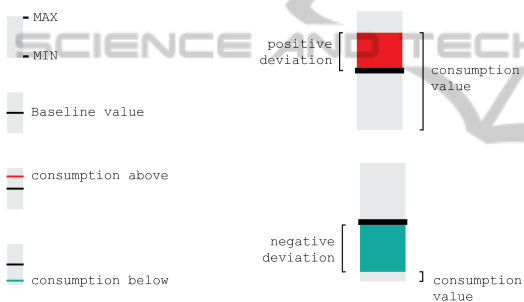 MAX
MIN
Baseline value
consumption above
consumption below
SCIENCE AND TECH
positive
deviation
consumption
value
negative
deviation
consumption
value